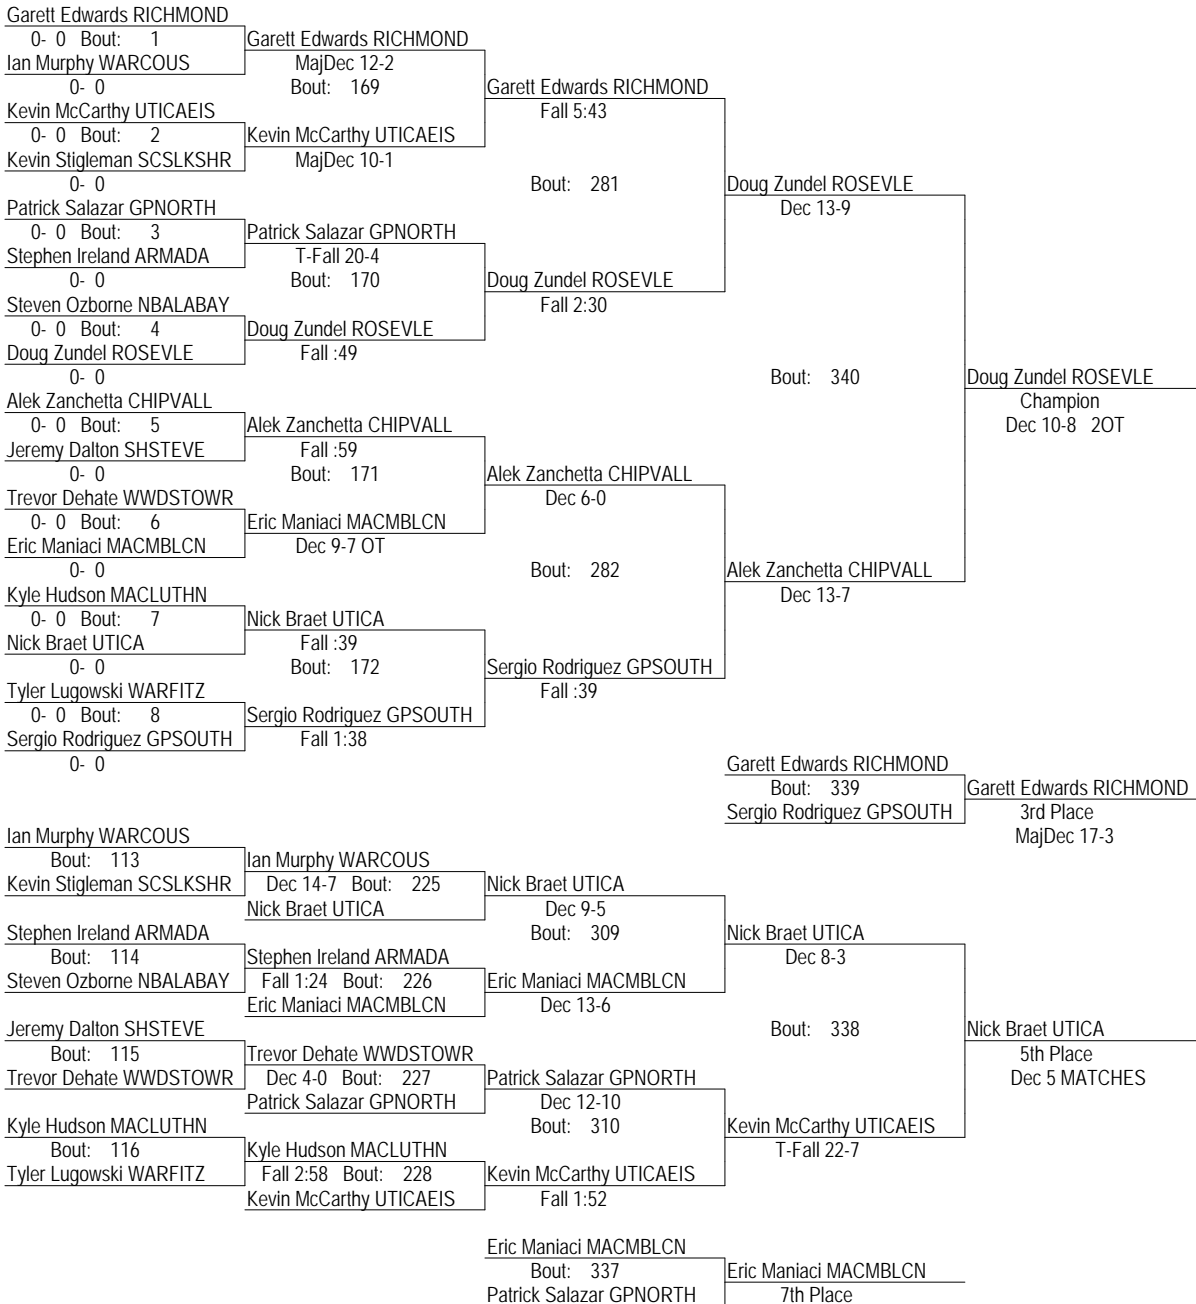 Garett Edwards RICHMOND
0- 0 Bout: 1 Garett Edwards RICHMOND
Ian Murphy WARCOUS MajDec 12-2
0- 0 Bout: 169 Garett Edwards RICHMOND
Kevin McCarthy UTICAEIS Fall 5:43
0- 0 Bout: 2 Kevin McCarthy UTICAEIS
Kevin Stigleman SCSLKSHR MajDec 10-1
0- 0 Bout: 281 Doug Zundel ROSEVLE
Patrick Salazar GPNORTH Dec 13-9
0- 0 Bout: 3 Patrick Salazar GPNORTH
Stephen Ireland ARMADA T-Fall 20-4
0- 0 Bout: 170 Doug Zundel ROSEVLE
Steven Ozborne NBALABAY Fall 2:30
0- 0 Bout: 4 Doug Zundel ROSEVLE
Doug Zundel ROSEVLE Fall :49
0- 0 Bout: 340 Doug Zundel ROSEVLE
Alek Zanchetta CHIPVALL Champion
0- 0 Bout: 5 Alek Zanchetta CHIPVALL Dec 10-8 2OT
Jeremy Dalton SHSTEVE Fall :59
0- 0 Bout: 171 Alek Zanchetta CHIPVALL
Trevor Dehate WWDSTOWR Dec 6-0
0- 0 Bout: 6 Eric Maniaci MACMBLCN
Eric Maniaci MACMBLCN Dec 9-7 OT
0- 0 Bout: 282 Alek Zanchetta CHIPVALL
Kyle Hudson MACLUTHN Dec 13-7
0- 0 Bout: 7 Nick Braet UTICA
Nick Braet UTICA Fall :39
0- 0 Bout: 172 Sergio Rodriguez GPSOUTH
Tyler Lugowski WARFITZ Fall :39
0- 0 Bout: 8 Sergio Rodriguez GPSOUTH
Sergio Rodriguez GPSOUTH Fall 1:38
0- 0 Garett Edwards RICHMOND
Bout: 339 Garett Edwards RICHMOND
Sergio Rodriguez GPSOUTH 3rd Place
Ian Murphy WARCOUS MajDec 17-3
Bout: 113 Ian Murphy WARCOUS
Kevin Stigleman SCSLKSHR Dec 14-7 Bout: 225 Nick Braet UTICA
Nick Braet UTICA Dec 9-5
Stephen Ireland ARMADA Bout: 309 Nick Braet UTICA
Bout: 114 Stephen Ireland ARMADA Dec 8-3
Steven Ozborne NBALABAY Fall 1:24 Bout: 226 Eric Maniaci MACMBLCN
Eric Maniaci MACMBLCN Dec 13-6
Jeremy Dalton SHSTEVE Bout: 338 Nick Braet UTICA
Bout: 115 Trevor Dehate WWDSTOWR 5th Place
Trevor Dehate WWDSTOWR Dec 4-0 Bout: 227 Patrick Salazar GPNORTH Dec 5 MATCHES
Patrick Salazar GPNORTH Dec 12-10
Kyle Hudson MACLUTHN Bout: 310 Kevin McCarthy UTICAEIS
Bout: 116 Kyle Hudson MACLUTHN T-Fall 22-7
Tyler Lugowski WARFITZ Fall 2:58 Bout: 228 Kevin McCarthy UTICAEIS
Kevin McCarthy UTICAEIS Fall 1:52
Eric Maniaci MACMBLCN
Bout: 337 Eric Maniaci MACMBLCN
Patrick Salazar GPNORTH 7th Place